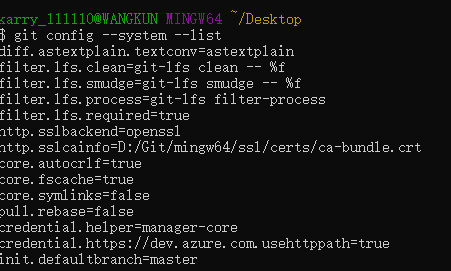 karry_111110@WANGKUN MINGW64 ~/Desktop
$ git config --system --list
diff.astextplain.textconv=astextplain
filter.lfs.clean=git-lfs clean -- %f
filter.lfs.smudge=git-lfs smudge -- %f
filter.lfs.process=git-lfs filter-process
filter.lfs.required=true
http.sslbackend=openssl
http.sslcainfo=D:/Git/mingw64/ssl/certs/ca-bundle.crt
core.autocrlf=true
core.fscache=true
core.symlinks=false
pull.rebase=false
credential.helper=manager-core
credential.https://dev.azure.com.usehttppath=true
init.defaultbranch=master